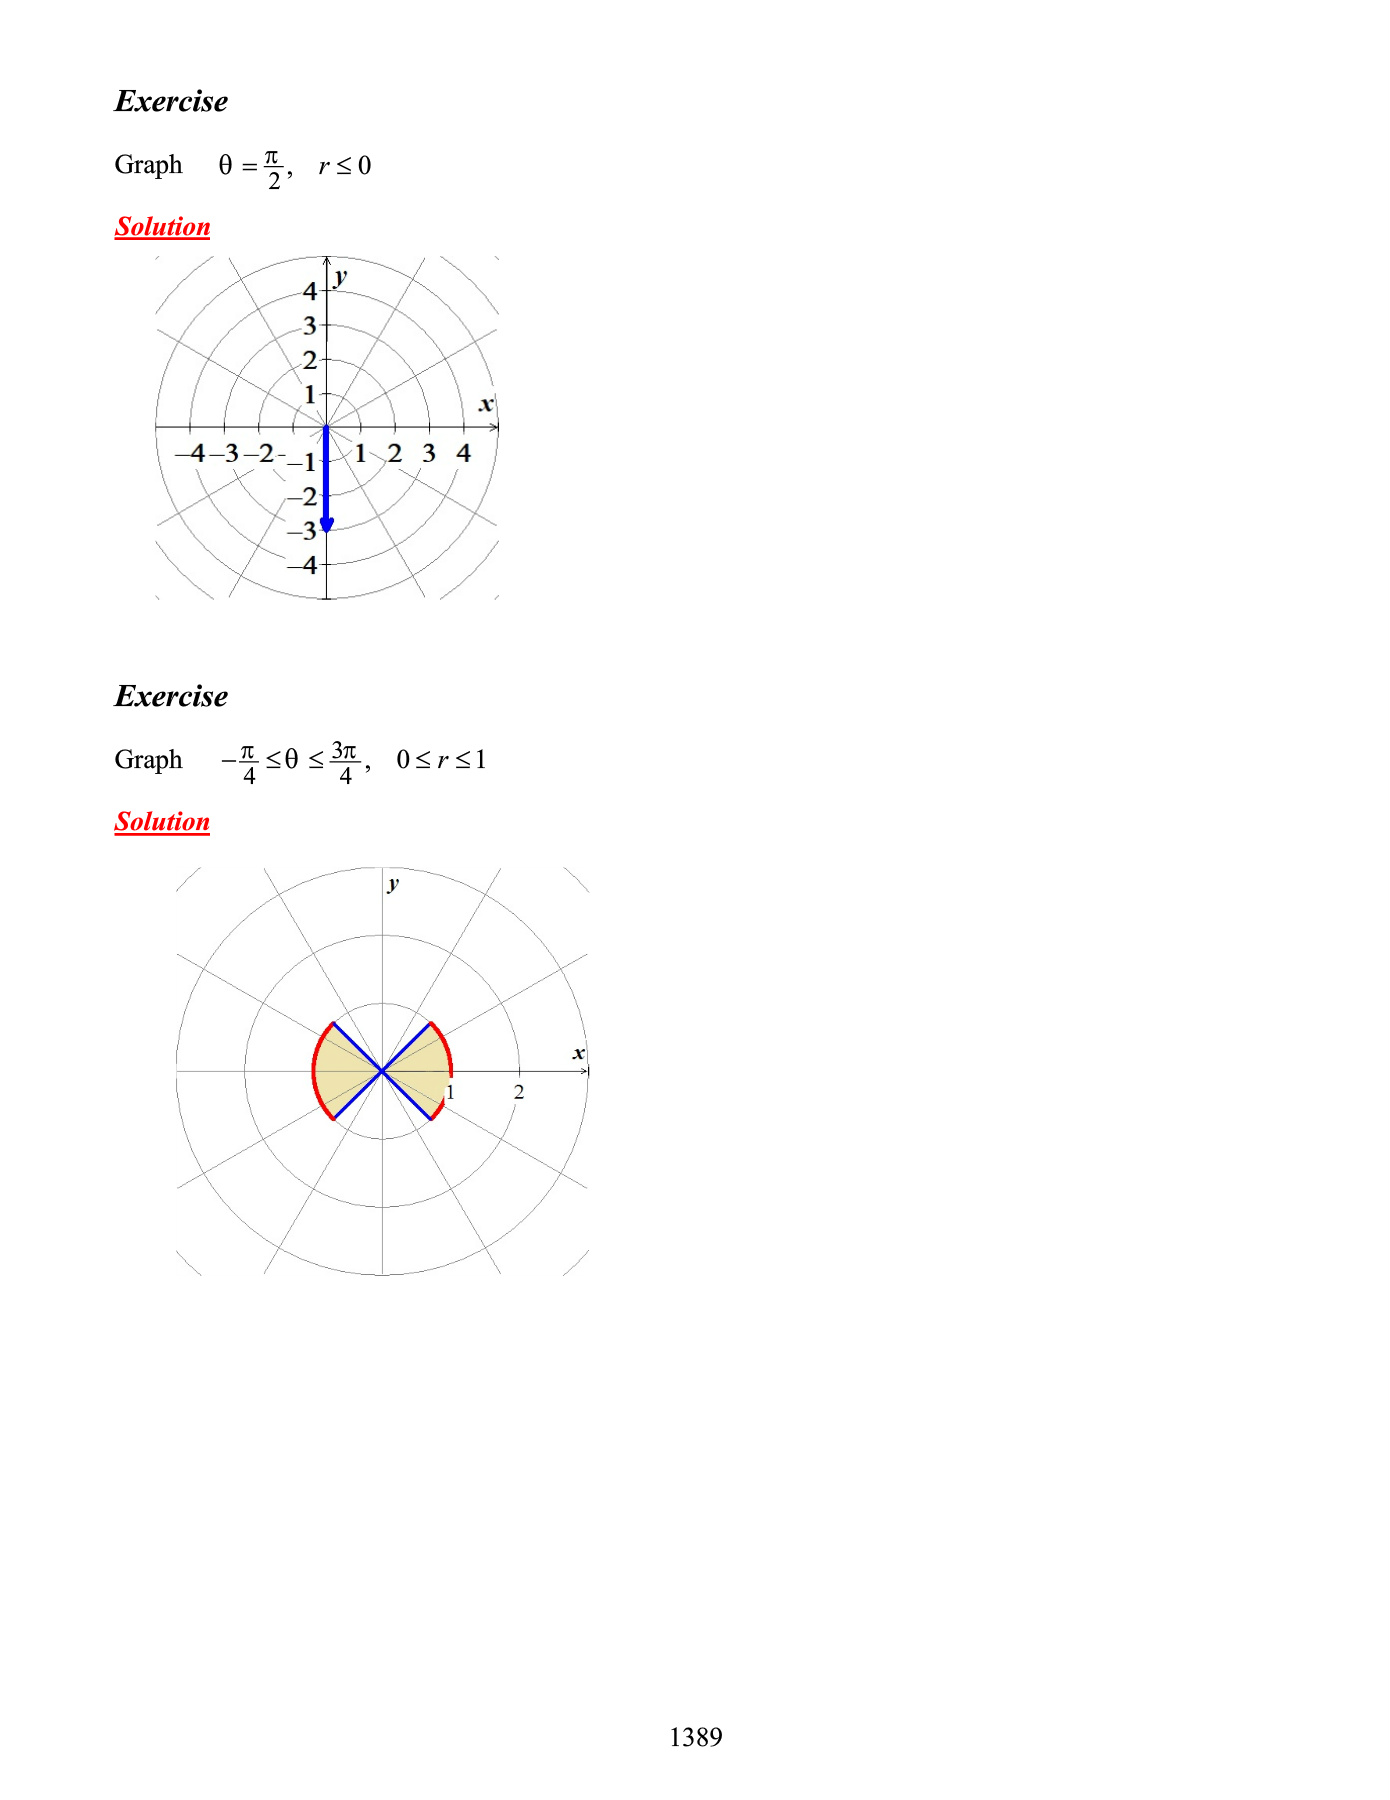 Exercise
Graph θ = π/2, r ≤ 0
Solution
y
4
3
2
1
x
–4 –3 –2 –1 1 2 3 4
–2
–3
–4
Exercise
Graph –π/4 ≤ θ ≤ 3π/4, 0 ≤ r ≤ 1
Solution
y
x
1 2
1389